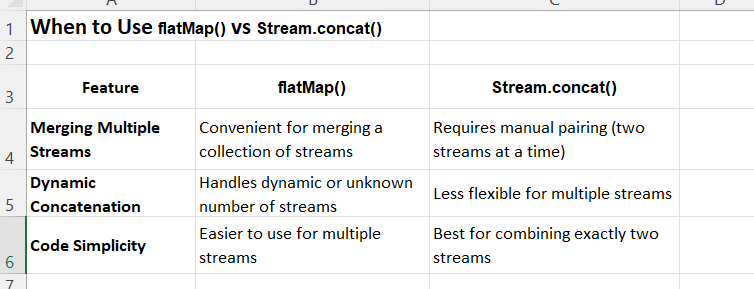 A B C D
1 When to Use flatMap() vs Stream.concat()
2
3 Feature flatMap() Stream.concat()
4 Merging Multiple Streams Convenient for merging a collection of streams Requires manual pairing (two streams at a time)
5 Dynamic Concatenation Handles dynamic or unknown number of streams Less flexible for multiple streams
6 Code Simplicity Easier to use for multiple streams Best for combining exactly two streams
7